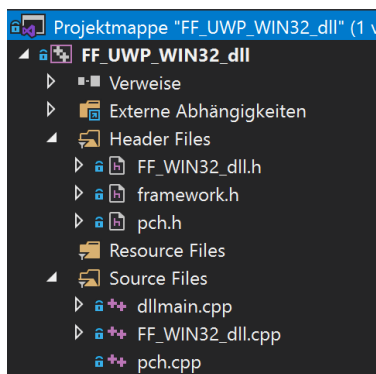 Projektmappe "FF_UWP_WIN32_dll" (1
FF_UWP_WIN32_dll
Verweise
Externe Abhängigkeiten
Header Files
FF_WIN32_dll.h
framework.h
pch.h
Resource Files
Source Files
dllmain.cpp
FF_WIN32_dll.cpp
pch.cpp